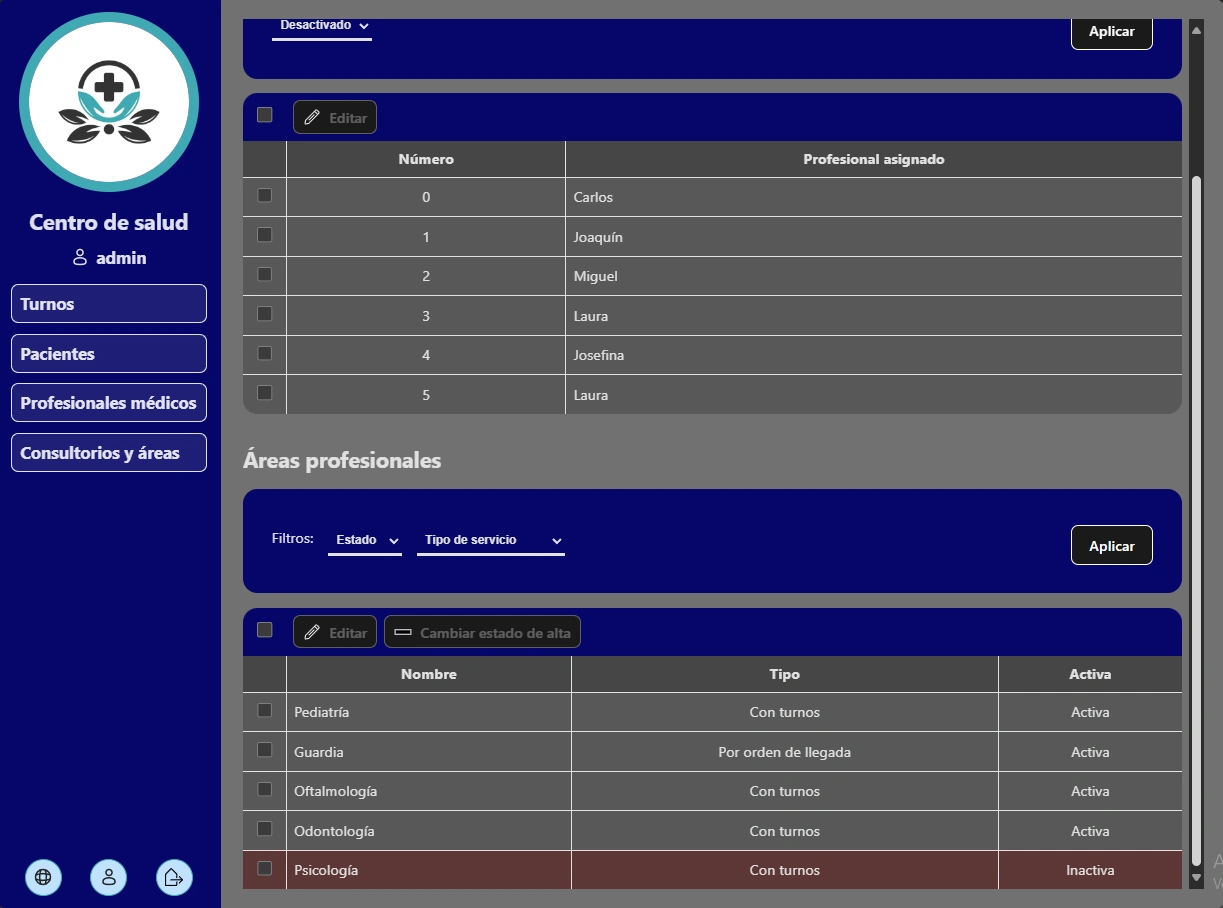 Centro de salud
admin
Turnos
Pacientes
Profesionales médicos
Consultorios y áreas
Desactivado
Aplicar
Editar
Número Profesional asignado
0 Carlos
1 Joaquín
2 Miguel
3 Laura
4 Josefina
5 Laura
Áreas profesionales
Filtros: Estado Tipo de servicio Aplicar
Editar Cambiar estado de alta
Nombre Tipo Activa
Pediatría Con turnos Activa
Guardia Por orden de llegada Activa
Oftalmología Con turnos Activa
Odontología Con turnos Activa
Psicología Con turnos Inactiva